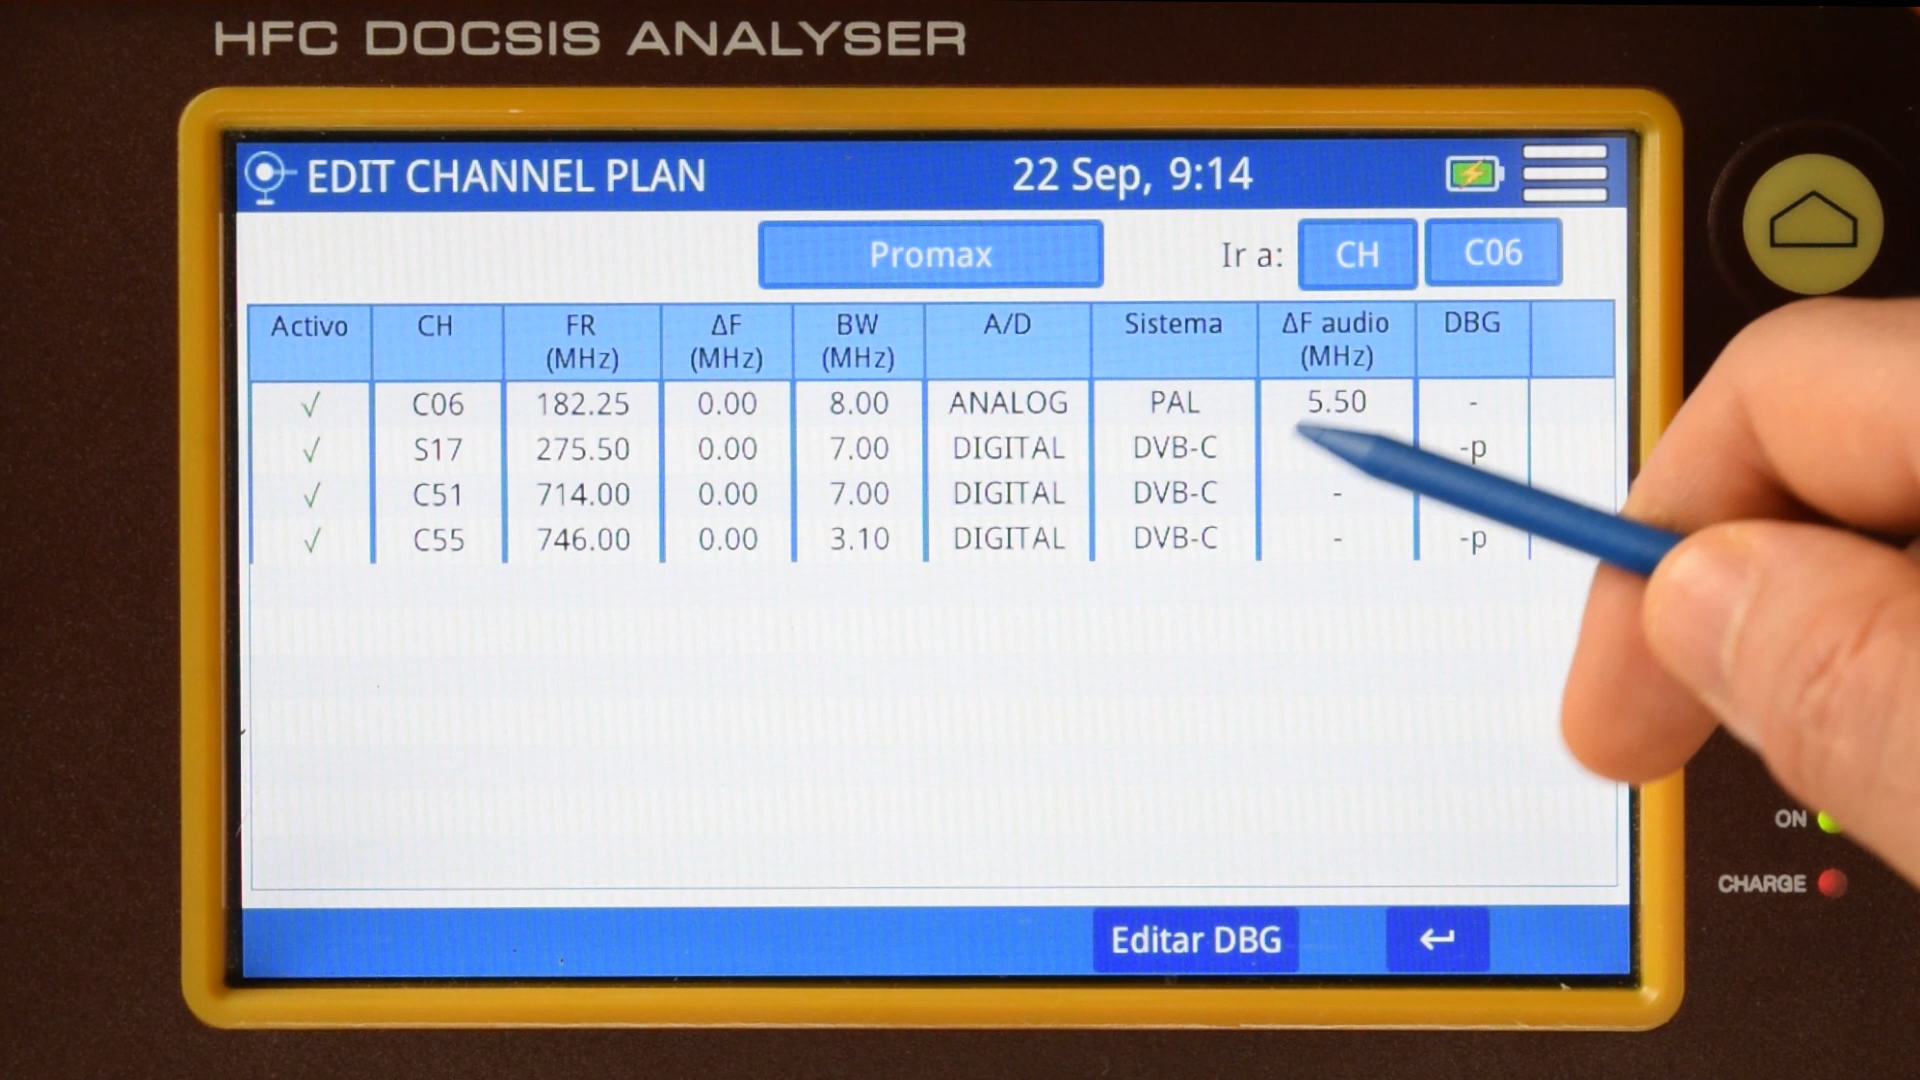 HFC DOCSIS ANALYSER
EDIT CHANNEL PLAN 22 Sep, 9:14
Promax Ir a: CH C06
Activo CH FR (MHz) ΔF (MHz) BW (MHz) A/D Sistema ΔF audio (MHz) DBG
√ C06 182.25 0.00 8.00 ANALOG PAL 5.50 -
√ S17 275.50 0.00 7.00 DIGITAL DVB-C -p
√ C51 714.00 0.00 7.00 DIGITAL DVB-C -
√ C55 746.00 0.00 3.10 DIGITAL DVB-C - -p
Editar DBG ↵
ON
CHARGE